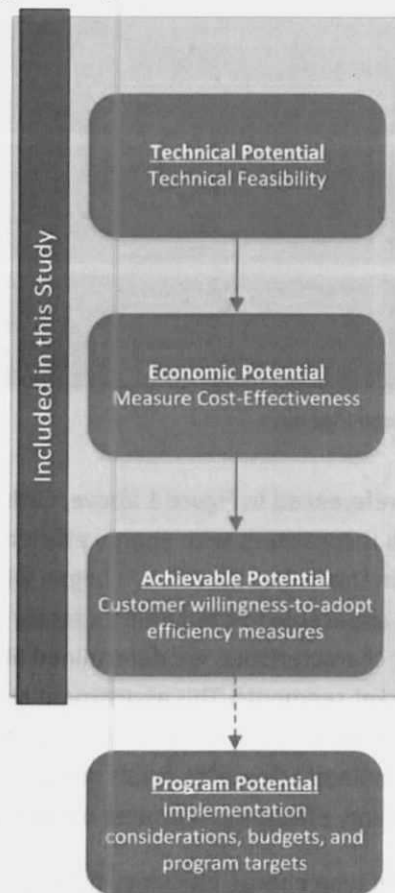 Included in this Study
Technical Potential
Technical Feasibility
Economic Potential
Measure Cost-Effectiveness
Achievable Potential
Customer willingness-to-adopt
efficiency measures
Program Potential
Implementation
considerations, budgets, and
program targets